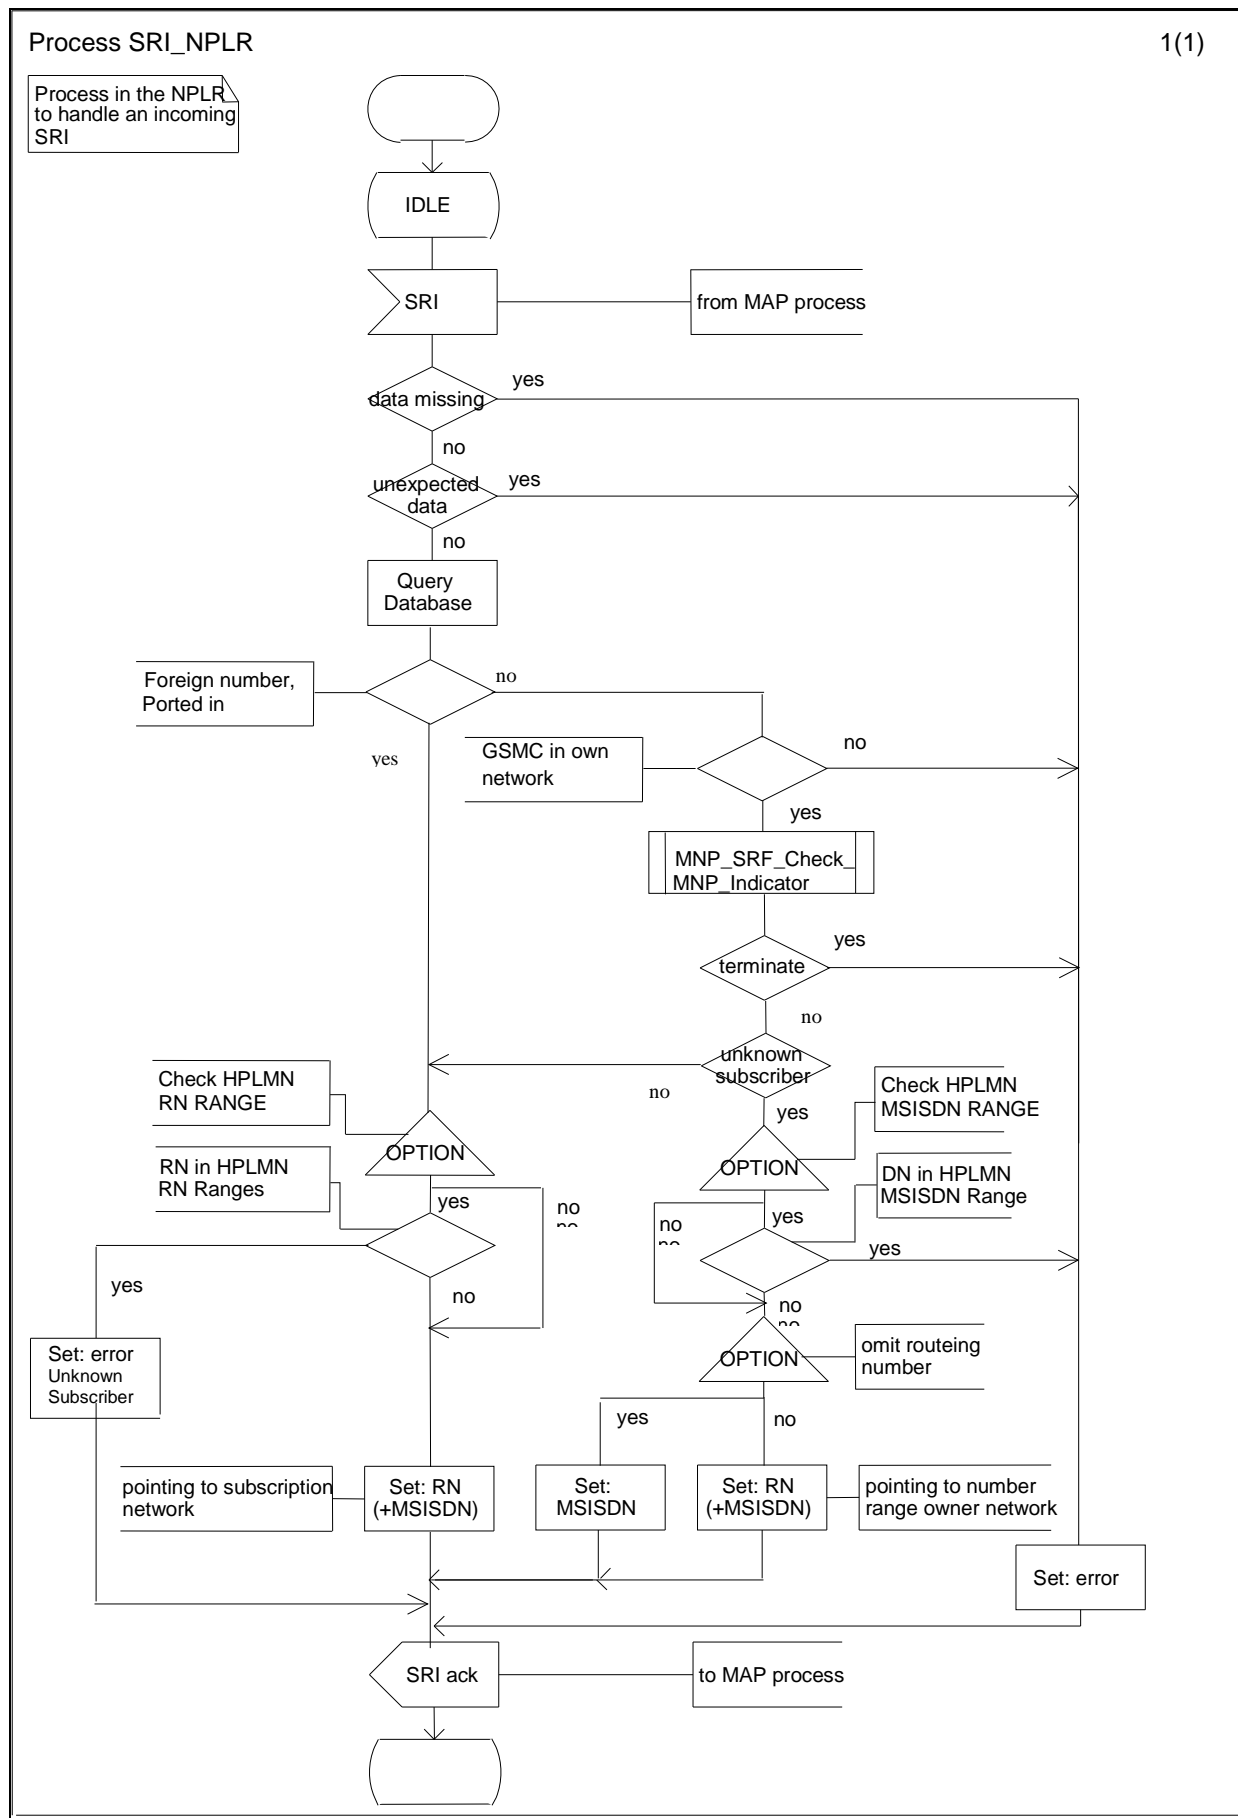 Process SRI_NPLR
1(1)
Process in the NPLR
to handle an incoming
SRI
IDLE
SRI
from MAP process
data missing
yes
no
unexpected
data
yes
no
Query
Database
Foreign number,
Ported in
no
yes
GSMC in own
network
no
yes
MNP_SRF_Check_
MNP_Indicator
terminate
yes
no
unknown
subscriber
no
yes
Check HPLMN
RN RANGE
OPTION
Check HPLMN
MSISDN RANGE
OPTION
RN in HPLMN
RN Ranges
yes
no
no
DN in HPLMN
MSISDN Range
no
no
yes
yes
yes
no
no
no
Set: error
Unknown
Subscriber
OPTION
omit routeing
number
yes
no
pointing to subscription
network
Set: RN
(+MSISDN)
Set:
MSISDN
Set: RN
(+MSISDN)
pointing to number
range owner network
Set: error
SRI ack
to MAP process